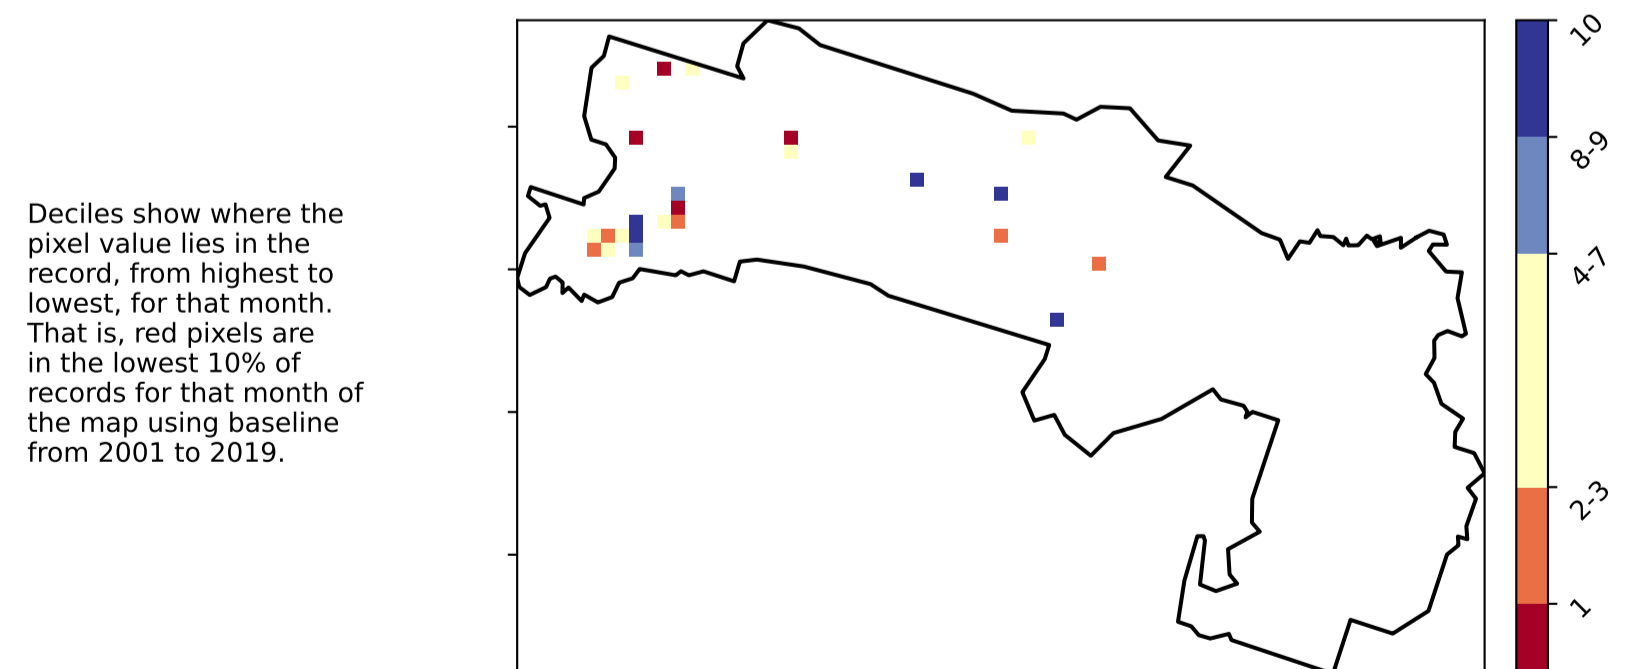 Deciles show where the
pixel value lies in the
record, from highest to
lowest, for that month.
That is, red pixels are
in the lowest 10% of
records for that month of
the map using baseline
from 2001 to 2019.
10
8-9
4-7
2-3
1